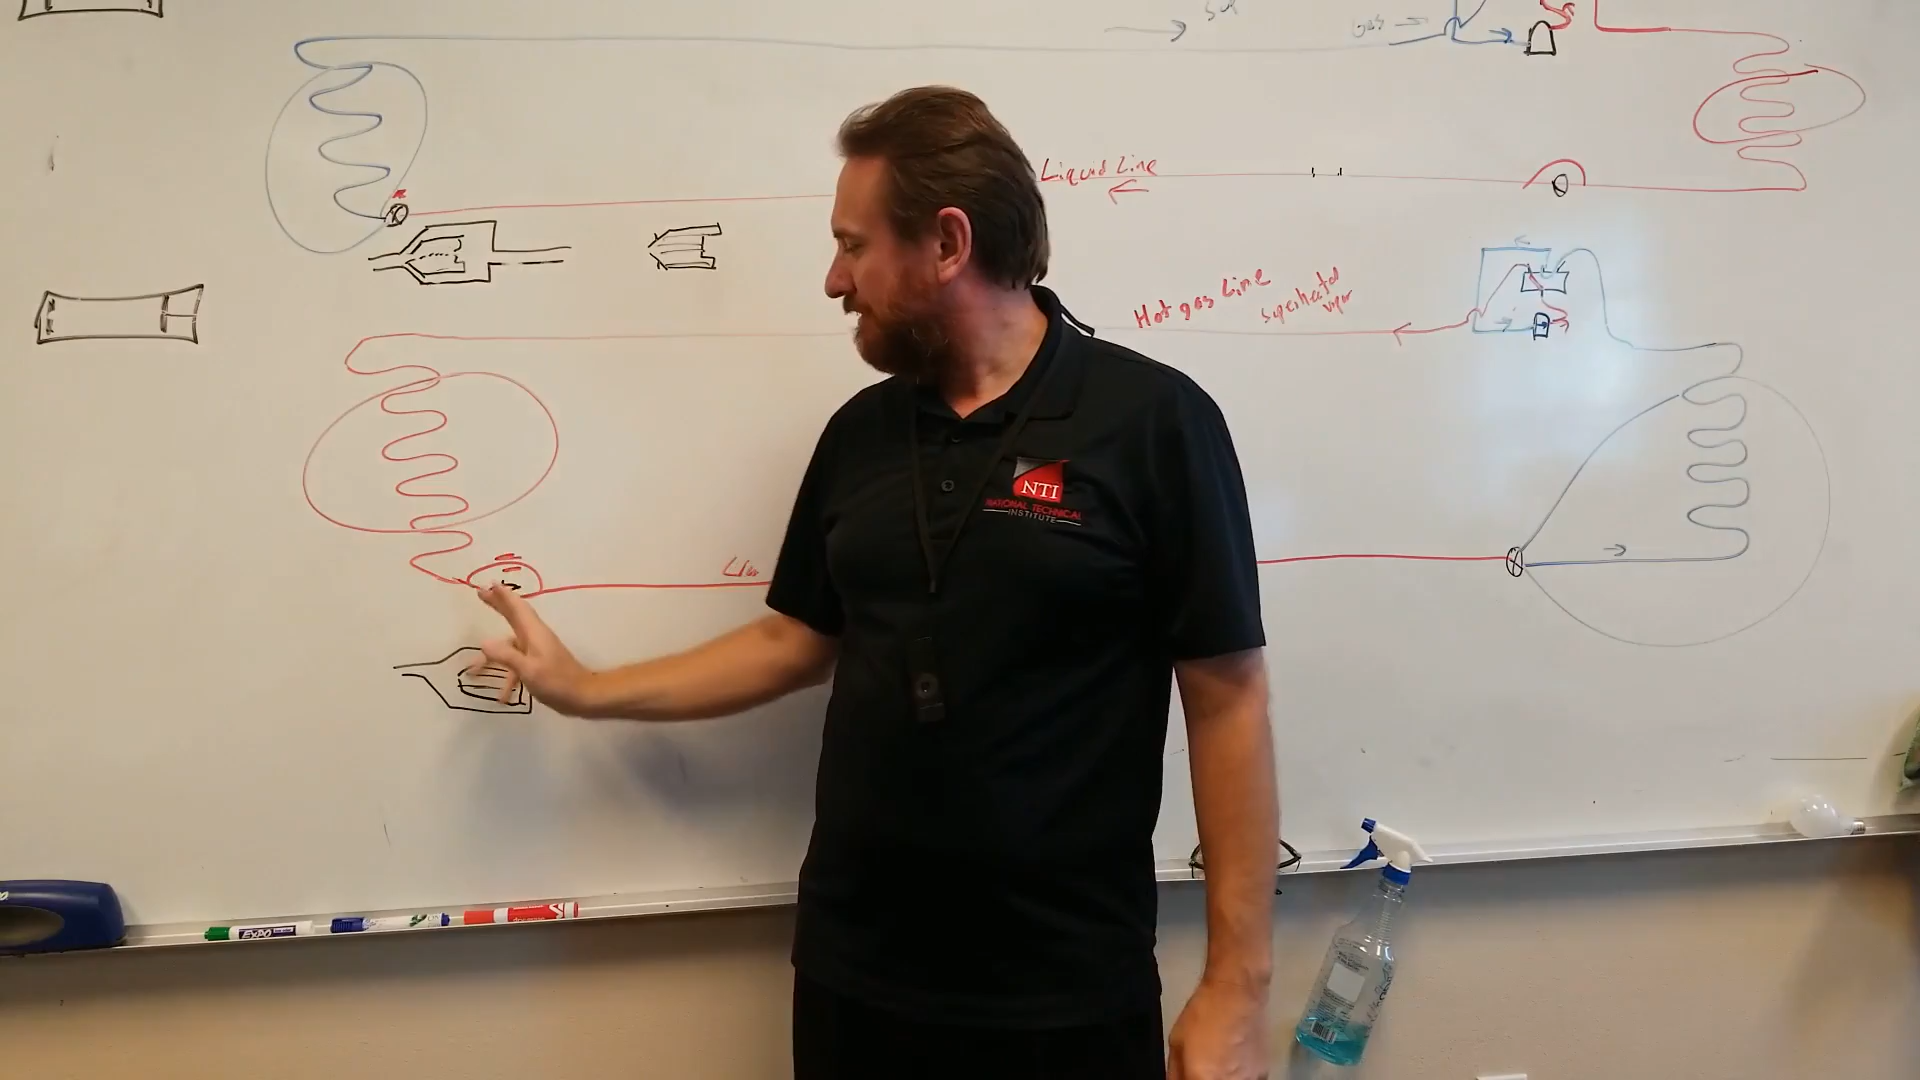 Gas
Liquid Line
Hot gas Line
Superheated
vapor
NTI
NATIONAL TECHNICAL
INSTITUTE
EXPO